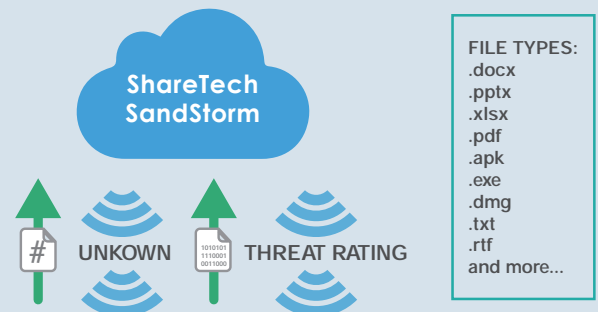 ShareTech
SandStorm
#
UNKOWN
1010101
1110001
0011000
THREAT RATING
FILE TYPES:
.docx
.pptx
.xlsx
.pdf
.apk
.exe
.dmg
.txt
.rtf
and more...